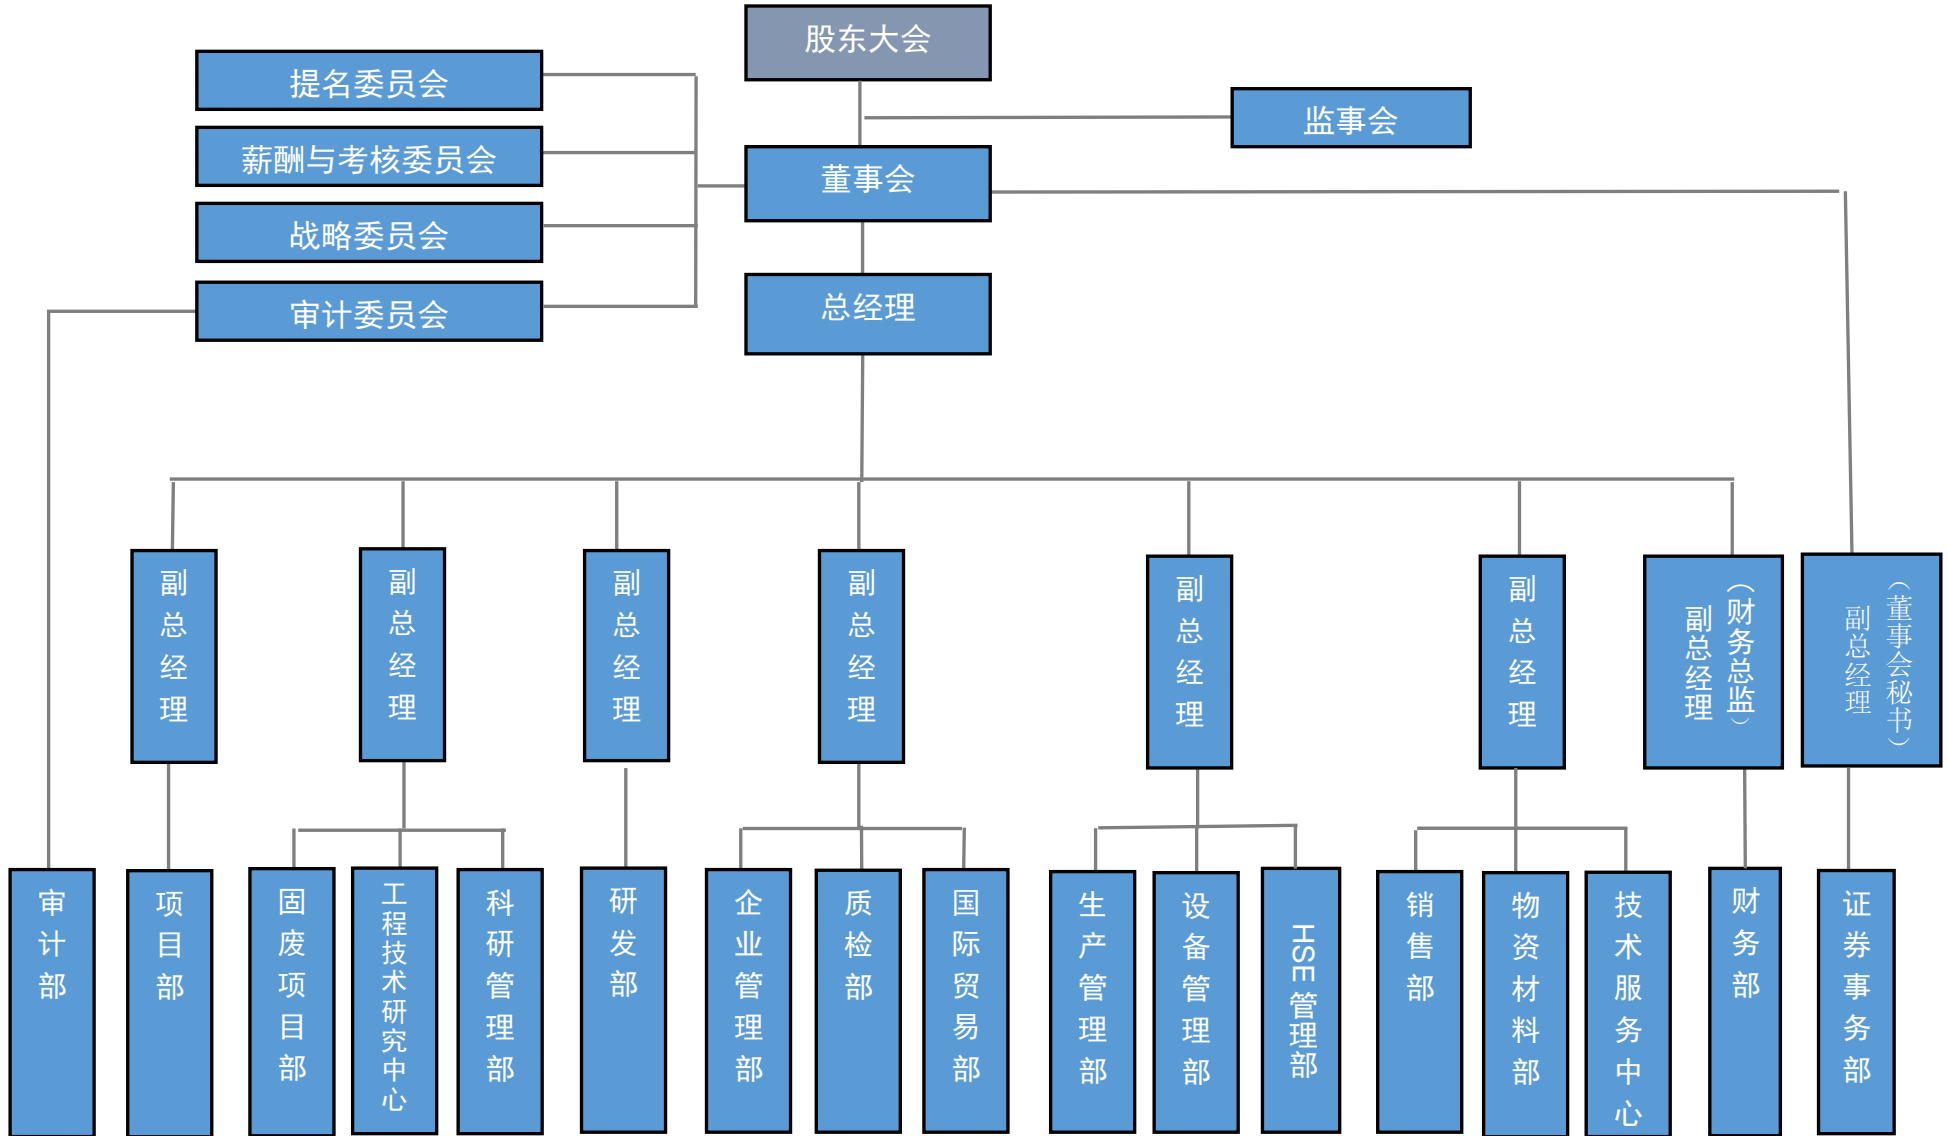 股东大会
提名委员会
监事会
薪酬与考核委员会
董事会
战略委员会
审计委员会
总经理
副总经理
副总经理
副总经理
副总经理
副总经理
副总经理
（财务总监）
副总经理
（董事会秘书）
副总经理
审计部
项目部
固废项目部
工程技术研究中心
科研管理部
研发部
企业管理部
质检部
国际贸易部
生产管理部
设备管理部
HSE 管理部
销售部
物资材料部
技术服务中心
财务部
证券事务部